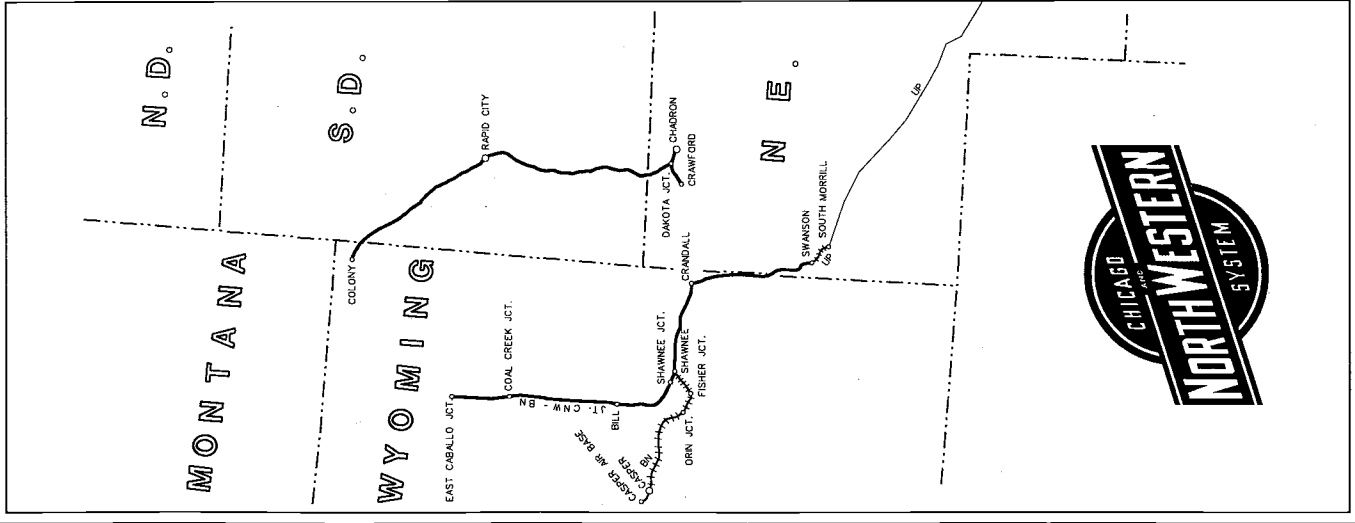 N.D.
S.D.
MONTANA
WYOMING
N E.
COLONY
RAPID CITY
DAKOTA JCT.
CHADRON
CRAWFORD
CRANDALL
SWANSON
SOUTH MORRILL
UP
UP
EAST CABALLO JCT.
COAL CREEK JCT.
JT. CNW - BN
BILL
SHAWNEE JCT.
SHAWNEE
FISHER JCT.
ORIN JCT.
BN
CASPER
CASPER AIR BASE
CHICAGO
AND
NORTH WESTERN
SYSTEM